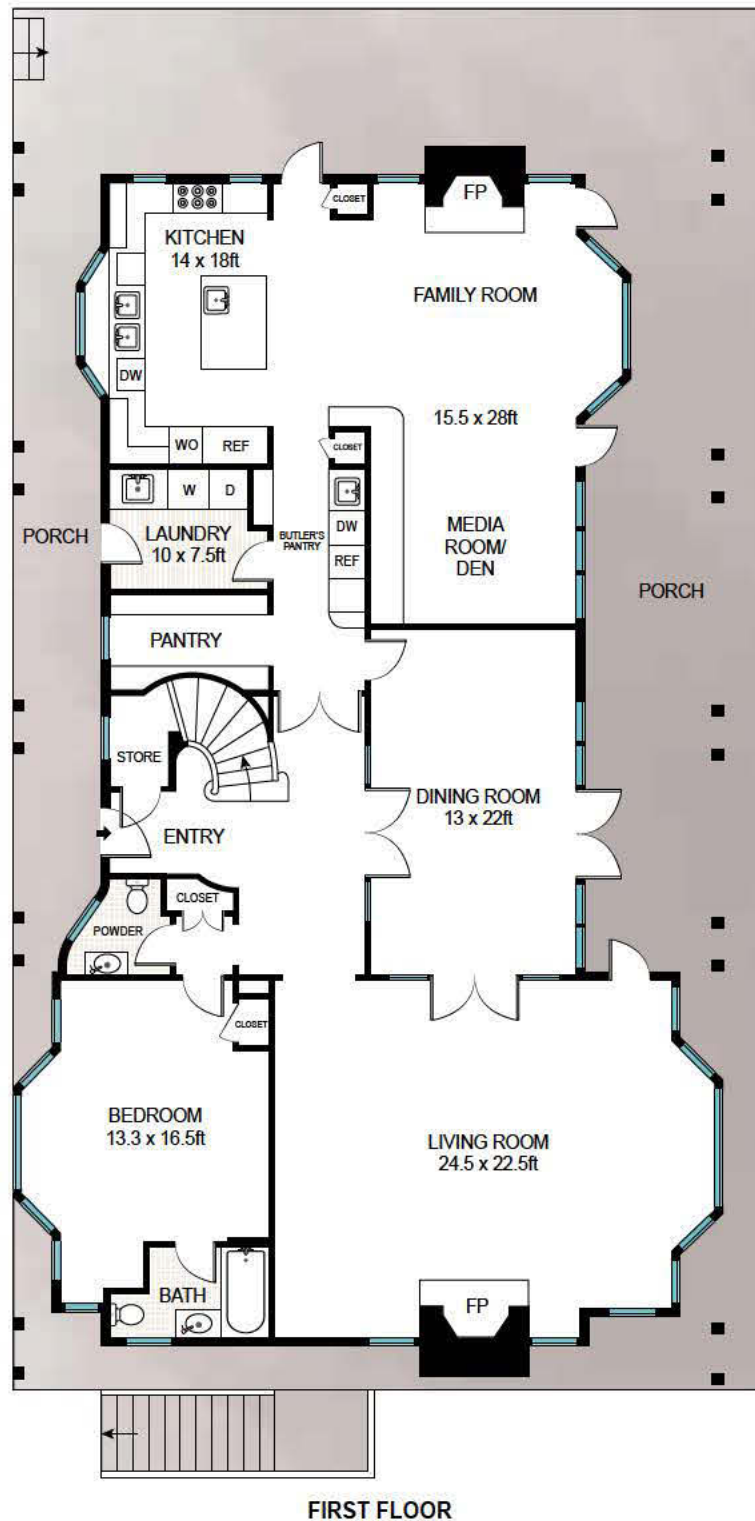 CLOSET
FP
KITCHEN
14 x 18ft
FAMILY ROOM
DW
15.5 x 28ft
WO
REF
CLOSET
W
D
LAUNDRY
10 x 7.5ft
BUTLER'S
PANTRY
DW
REF
MEDIA
ROOM/
DEN
PORCH
PORCH
PANTRY
STORE
DINING ROOM
13 x 22ft
ENTRY
CLOSET
POWDER
CLOSET
BEDROOM
13.3 x 16.5ft
LIVING ROOM
24.5 x 22.5ft
BATH
FP
FIRST FLOOR